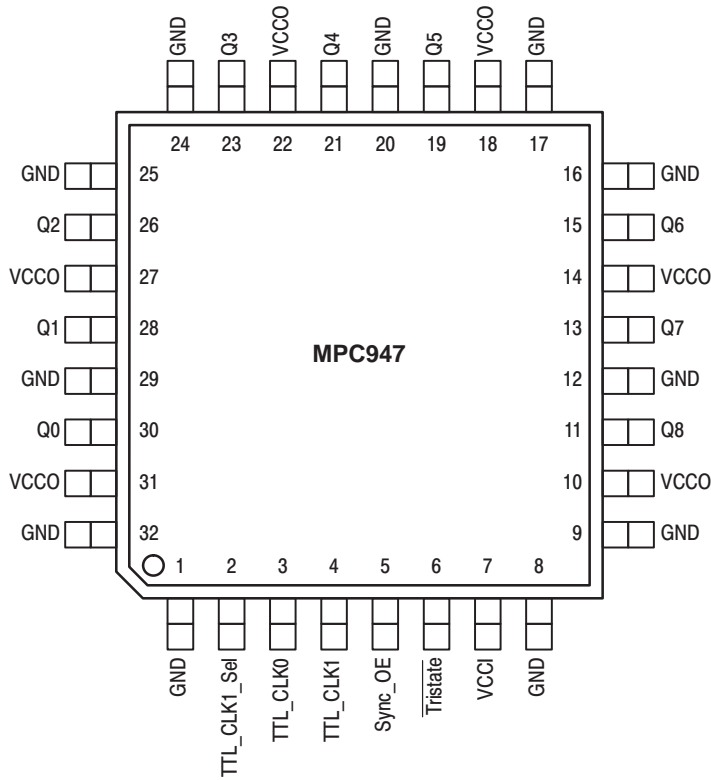 GND Q3 VCCO Q4 GND Q5 VCCO GND
24 23 22 21 20 19 18 17
GND 25 16 GND
Q2 26 15 Q6
VCCO 27 14 VCCO
Q1 28 13 Q7
MPC947
GND 29 12 GND
Q0 30 11 Q8
VCCO 31 10 VCCO
GND 32 9 GND
1 2 3 4 5 6 7 8
GND TTL_CLK1_Sel TTL_CLK0 TTL_CLK1 Sync_OE Tristate VCCI GND